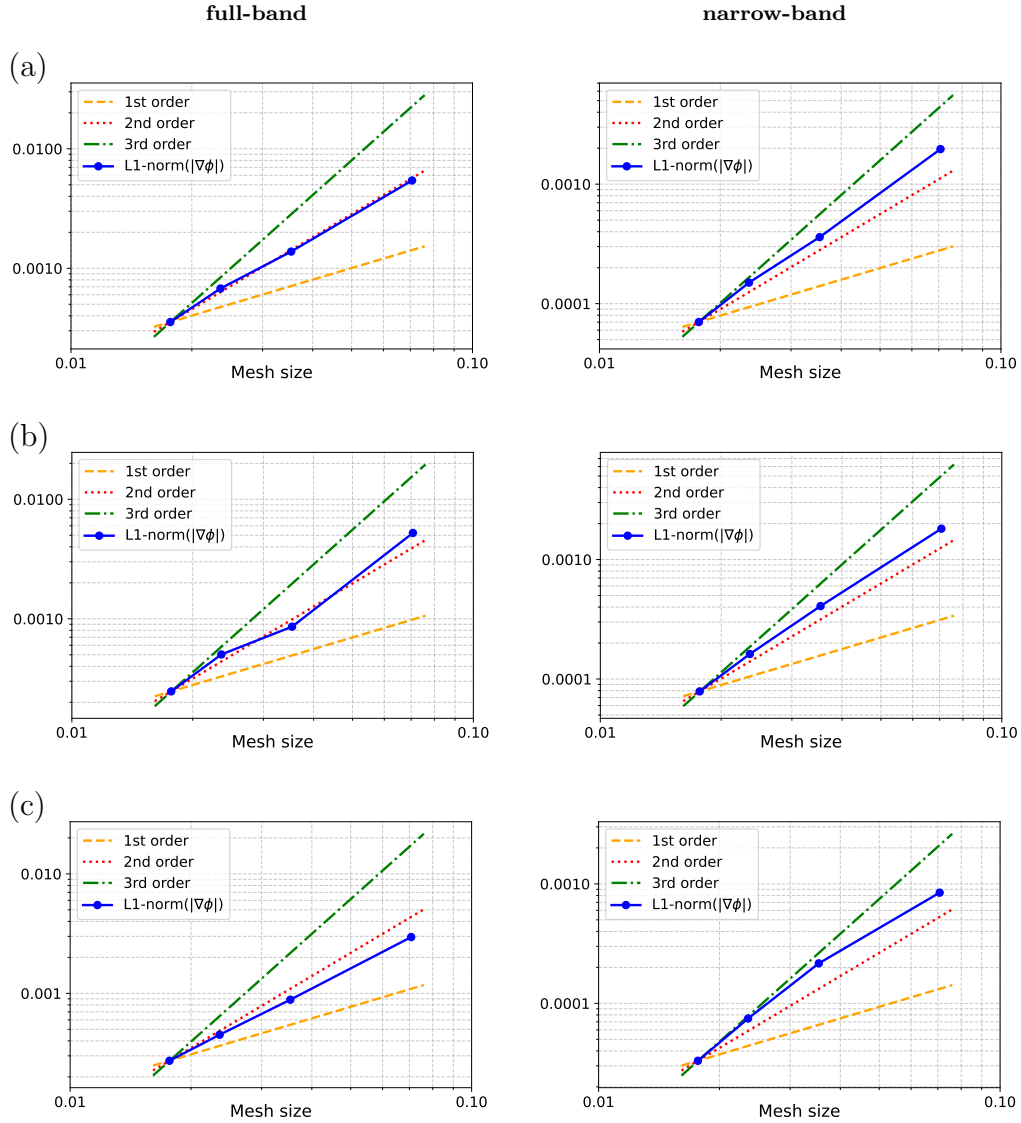 full-band
narrow-band
(a)
1st order
2nd order
3rd order
L1-norm(|∇ϕ|)
0.0100
0.0010
0.01
0.10
Mesh size
1st order
2nd order
3rd order
L1-norm(|∇ϕ|)
0.0010
0.0001
0.01
0.10
Mesh size
(b)
1st order
2nd order
3rd order
L1-norm(|∇ϕ|)
0.0100
0.0010
0.01
0.10
Mesh size
1st order
2nd order
3rd order
L1-norm(|∇ϕ|)
0.0010
0.0001
0.01
0.10
Mesh size
(c)
1st order
2nd order
3rd order
L1-norm(|∇ϕ|)
0.010
0.001
0.01
0.10
Mesh size
1st order
2nd order
3rd order
L1-norm(|∇ϕ|)
0.0010
0.0001
0.01
0.10
Mesh size